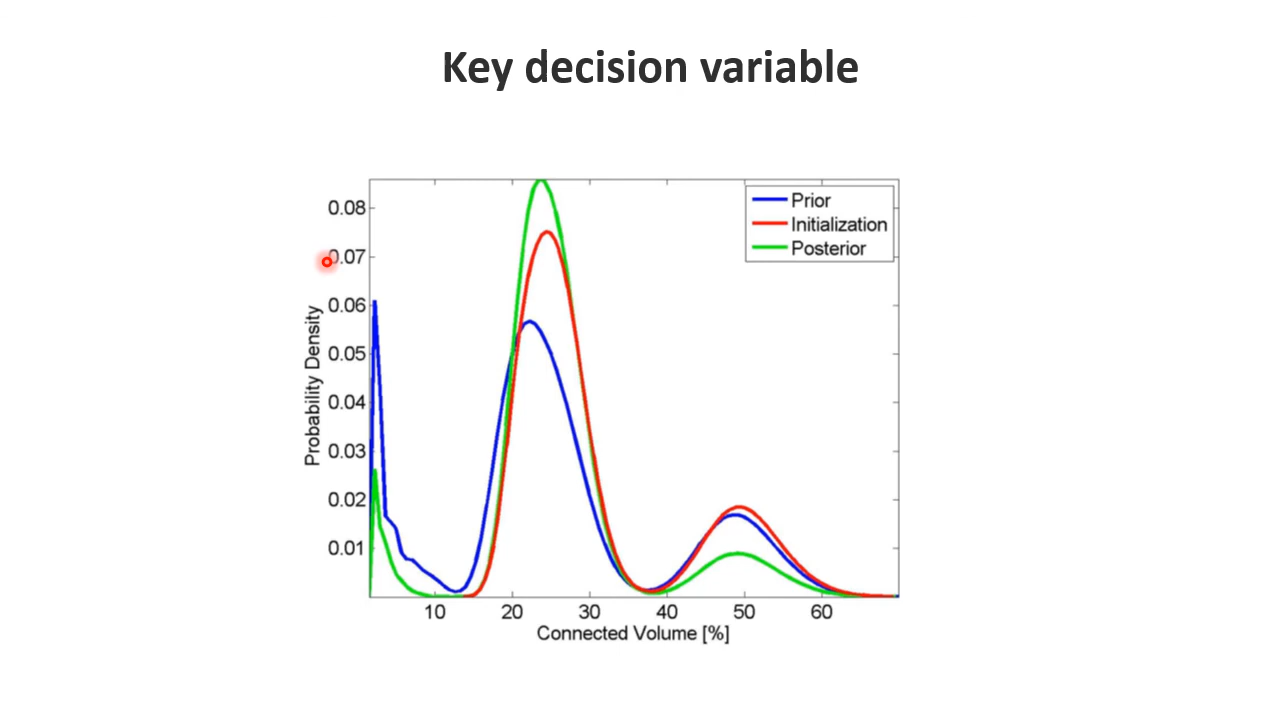 Key decision variable
Prior
Initialization
Posterior
0.08
0.07
0.06
0.05
0.04
0.03
0.02
0.01
Probability Density
10 20 30 40 50 60
Connected Volume [%]